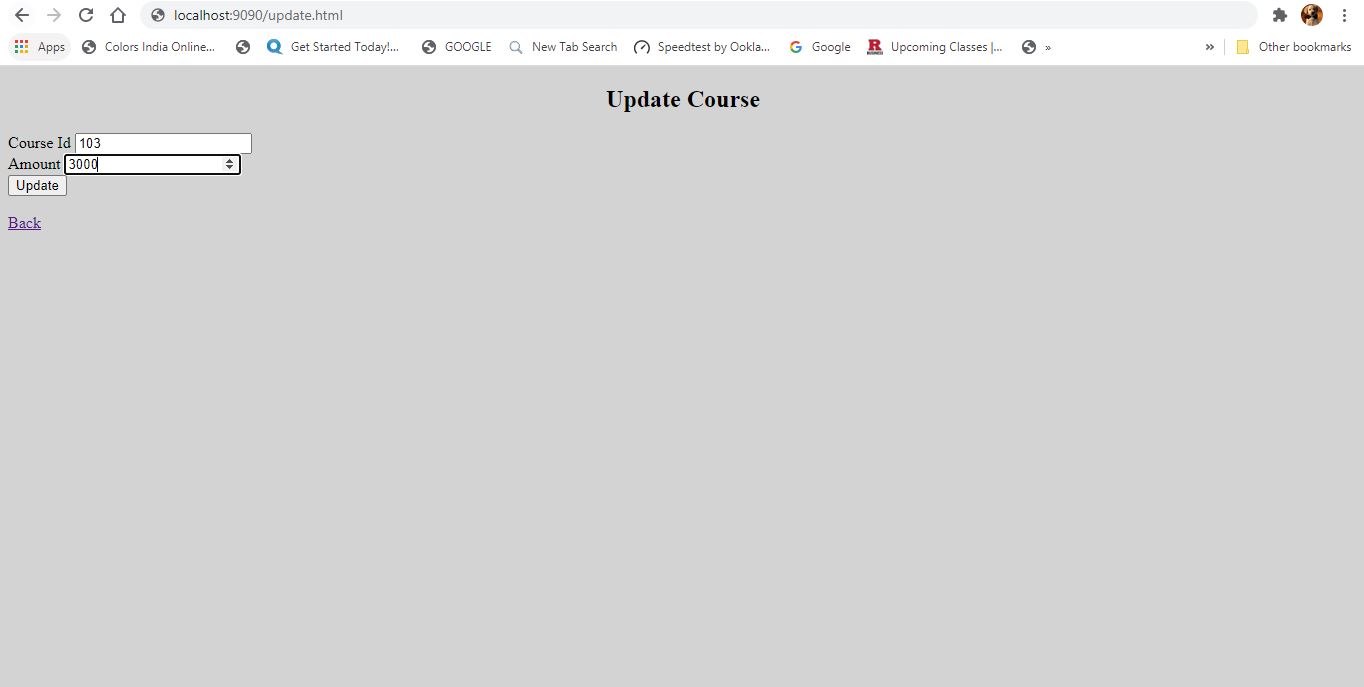 localhost:9090/update.html
Apps Colors India Online... Get Started Today!... GOOGLE New Tab Search Speedtest by Ookla... G Google R BUSINESS Upcoming Classes |... » » Other bookmarks
Update Course
Course Id 103
Amount 3000
Update
Back